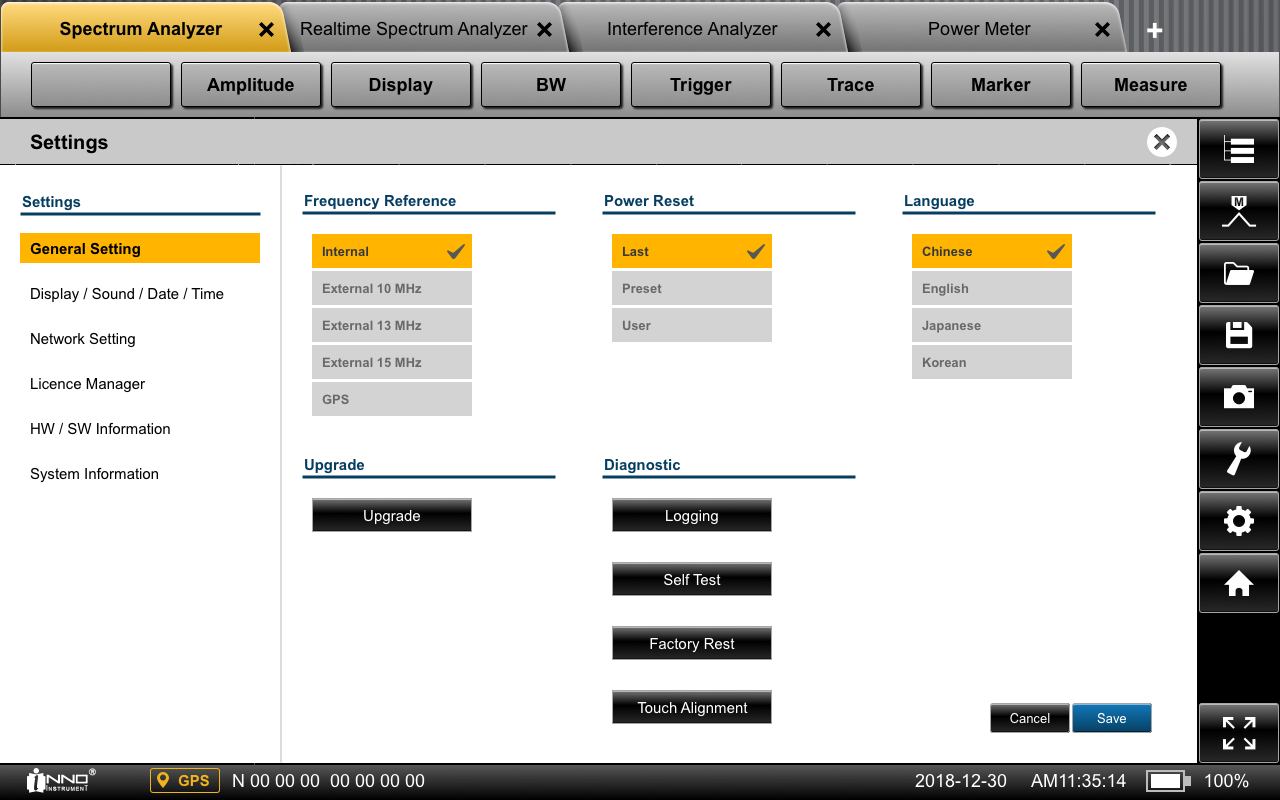 Spectrum Analyzer
Realtime Spectrum Analyzer
Interference Analyzer
Power Meter
Amplitude
Display
BW
Trigger
Trace
Marker
Measure
Settings
M
Settings
General Setting
Display / Sound / Date / Time
Network Setting
Licence Manager
HW / SW Information
System Information
Frequency Reference
Internal
External 10 MHz
External 13 MHz
External 15 MHz
GPS
Power Reset
Last
Preset
User
Language
Chinese
English
Japanese
Korean
Upgrade
Upgrade
Diagnostic
Logging
Self Test
Factory Rest
Touch Alignment
Cancel
Save
INNO ®
INSTRUMENT
GPS
N 00 00 00 00 00 00 00
2018-12-30
AM11:35:14
100%